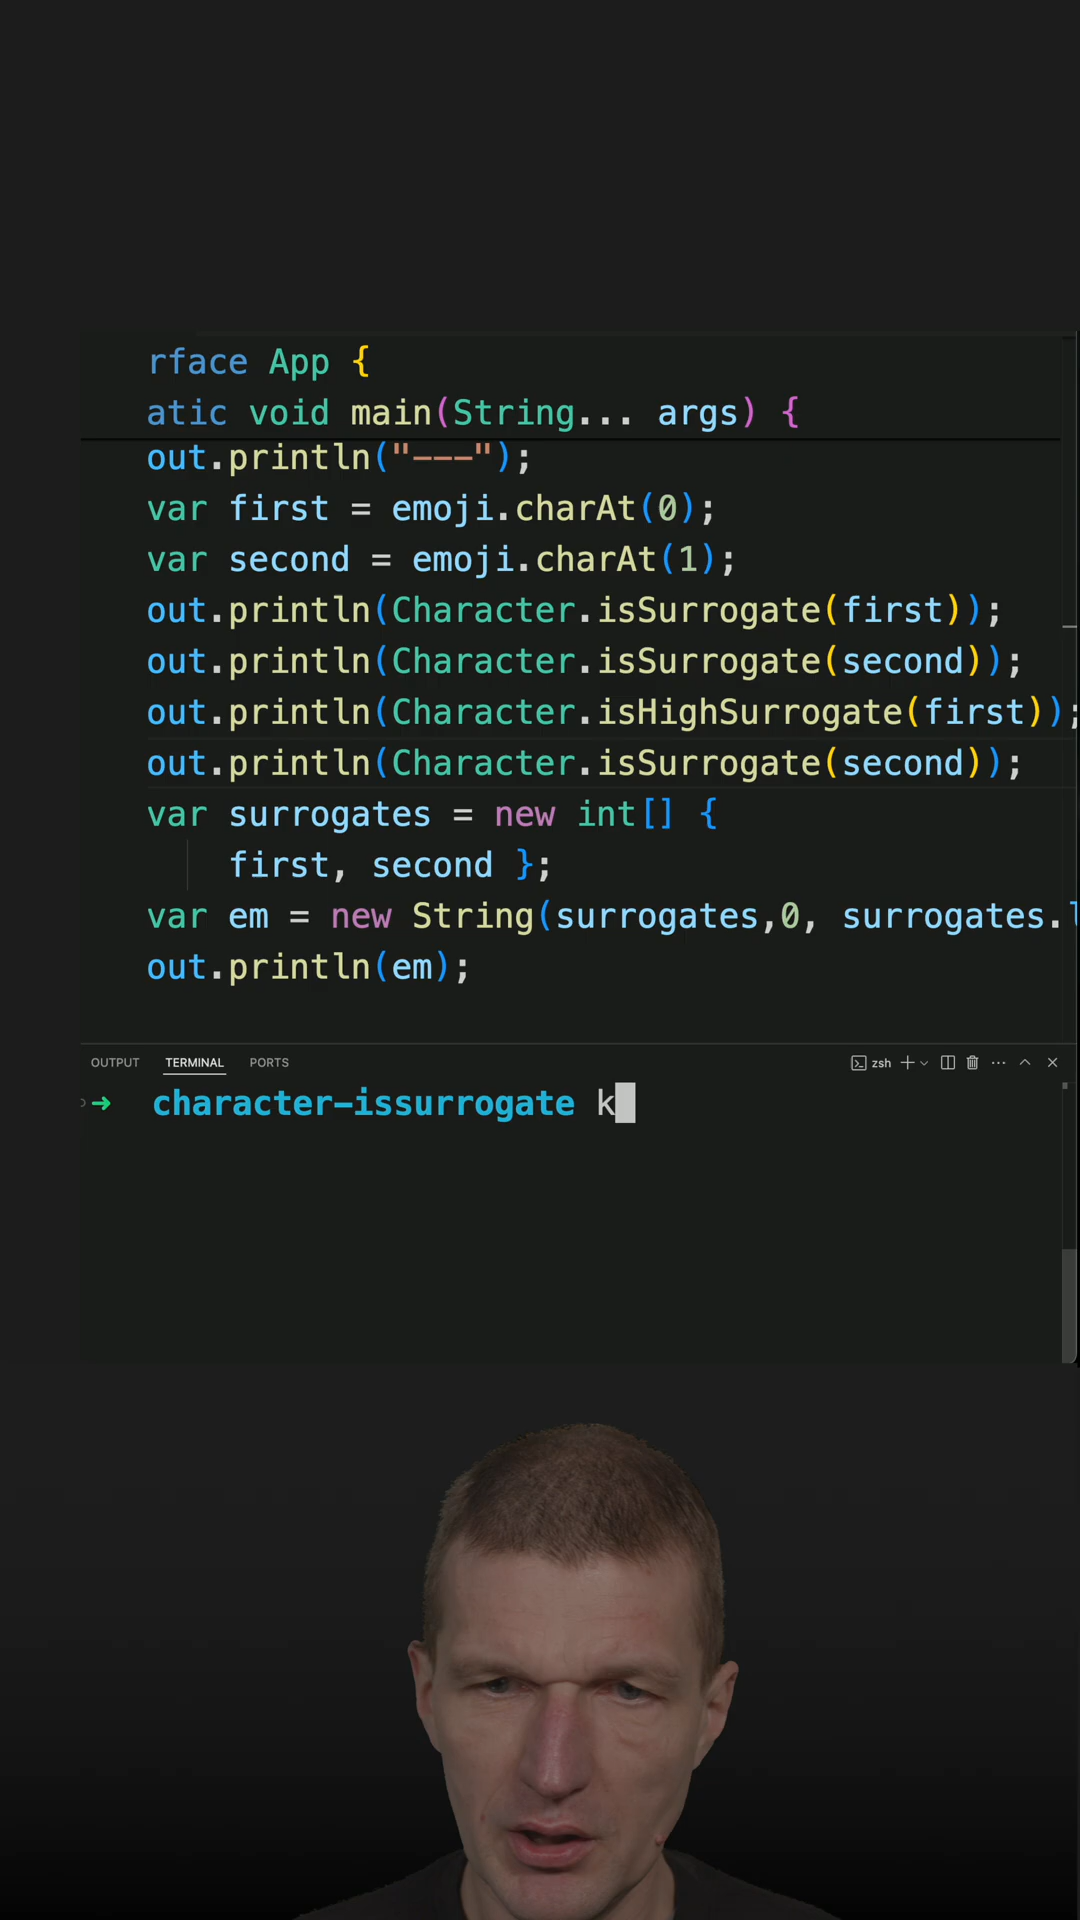 rface App {
atic void main(String... args) {
out.println("---");
var first = emoji.charAt(0);
var second = emoji.charAt(1);
out.println(Character.isSurrogate(first));
out.println(Character.isSurrogate(second));
out.println(Character.isHighSurrogate(first));
out.println(Character.isSurrogate(second));
var surrogates = new int[] {
first, second };
var em = new String(surrogates,0, surrogates.l
out.println(em);
OUTPUT TERMINAL PORTS zsh
➜ character-issurrogate k